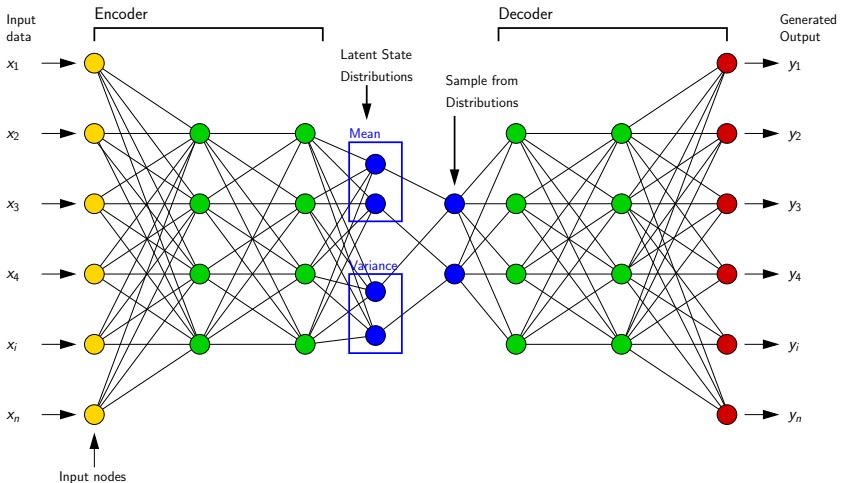 Input
data
Encoder
Decoder
Generated
Output
Latent State
Distributions
Sample from
Distributions
Mean
Variance
x1
x2
x3
x4
xi
xn
y1
y2
y3
y4
yi
yn
Input nodes